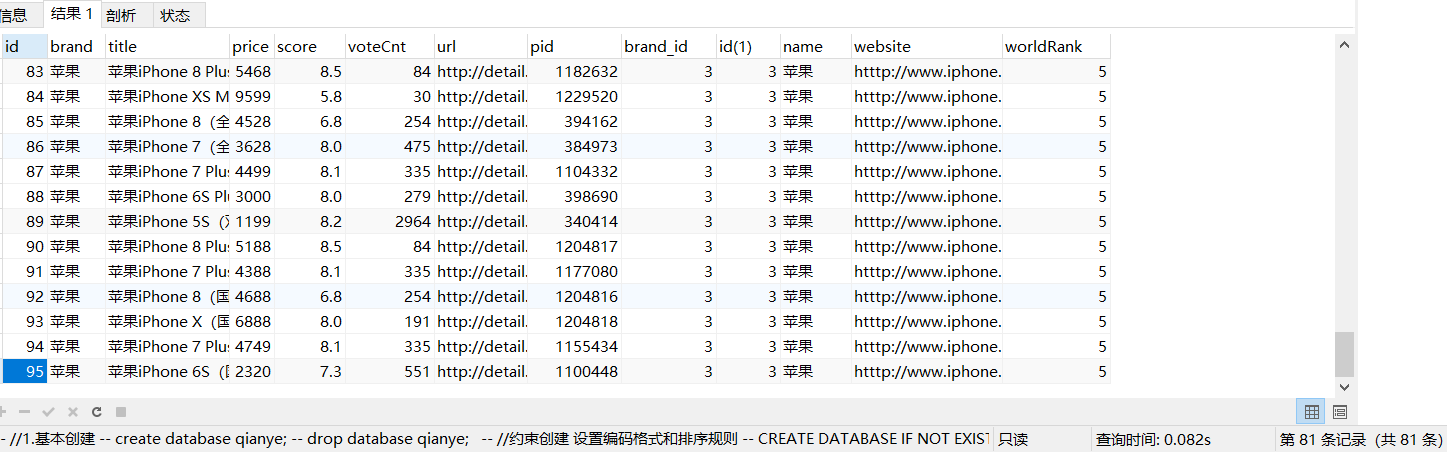 信息 结果 1 剖析 状态
id brand title price score voteCnt url pid brand_id id(1) name website worldRank
83 苹果 苹果iPhone 8 Plus 5468 8.5 84 http://detail. 1182632 3 3 苹果 htttp://www.iphone. 5
84 苹果 苹果iPhone XS M 9599 5.8 30 http://detail. 1229520 3 3 苹果 htttp://www.iphone. 5
85 苹果 苹果iPhone 8（全 4528 6.8 254 http://detail. 394162 3 3 苹果 htttp://www.iphone. 5
86 苹果 苹果iPhone 7（全 3628 8.0 475 http://detail. 384973 3 3 苹果 htttp://www.iphone. 5
87 苹果 苹果iPhone 7 Plus 4499 8.1 335 http://detail. 1104332 3 3 苹果 htttp://www.iphone. 5
88 苹果 苹果iPhone 6S Plu 3000 8.0 279 http://detail. 398690 3 3 苹果 htttp://www.iphone. 5
89 苹果 苹果iPhone 5S（ 1199 8.2 2964 http://detail. 340414 3 3 苹果 htttp://www.iphone. 5
90 苹果 苹果iPhone 8 Plus 5188 8.5 84 http://detail. 1204817 3 3 苹果 htttp://www.iphone. 5
91 苹果 苹果iPhone 7 Plus 4388 8.1 335 http://detail. 1177080 3 3 苹果 htttp://www.iphone. 5
92 苹果 苹果iPhone 8（国 4688 6.8 254 http://detail. 1204816 3 3 苹果 htttp://www.iphone. 5
93 苹果 苹果iPhone X（国 6888 8.0 191 http://detail. 1204818 3 3 苹果 htttp://www.iphone. 5
94 苹果 苹果iPhone 7 Plus 4749 8.1 335 http://detail. 1155434 3 3 苹果 htttp://www.iphone. 5
95 苹果 苹果iPhone 6S（ 2320 7.3 551 http://detail. 1100448 3 3 苹果 htttp://www.iphone. 5
- //1.基本创建 -- create database qianye; -- drop database qianye; -- //约束创建 设置编码格式和排序规则 -- CREATE DATABASE IF NOT EXIST 只读 查询时间: 0.082s 第 81 条记录 (共 81 条)